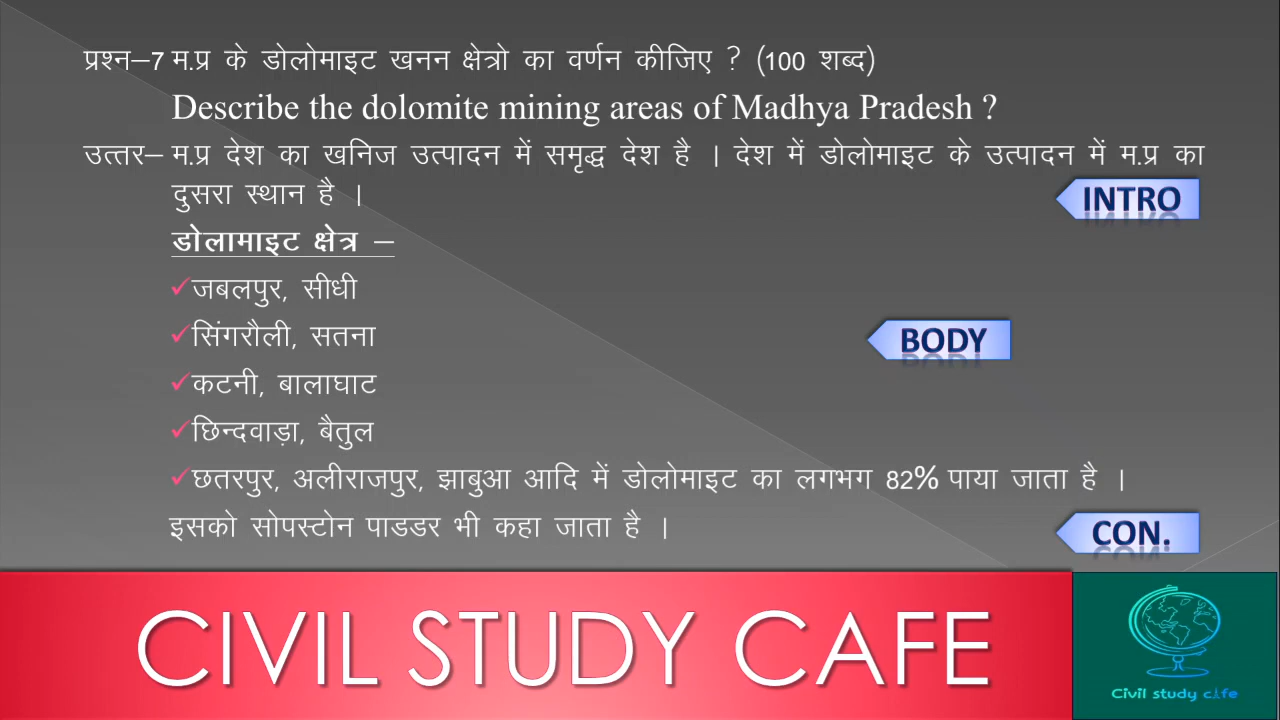 प्रश्न–7 म.प्र के डोलोमाइट खनन क्षेत्रो का वर्णन कीजिए ? (100 शब्द)
Describe the dolomite mining areas of Madhya Pradesh ?
उत्तर– म.प्र देश का खनिज उत्पादन में समृद्ध देश है । देश में डोलोमाइट के उत्पादन में म.प्र का
दुसरा स्थान है ।
INTRO
डोलामाइट क्षेत्र –
✓जबलपुर, सीधी
✓सिंगरौली, सतना
BODY
✓कटनी, बालाघाट
✓छिन्दवाड़ा, बैतुल
✓छतरपुर, अलीराजपुर, झाबुआ आदि में डोलोमाइट का लगभग 82% पाया जाता है ।
इसको सोपस्टोन पाडडर भी कहा जाता है ।
CON.
CIVIL STUDY CAFE
Civil study cafe